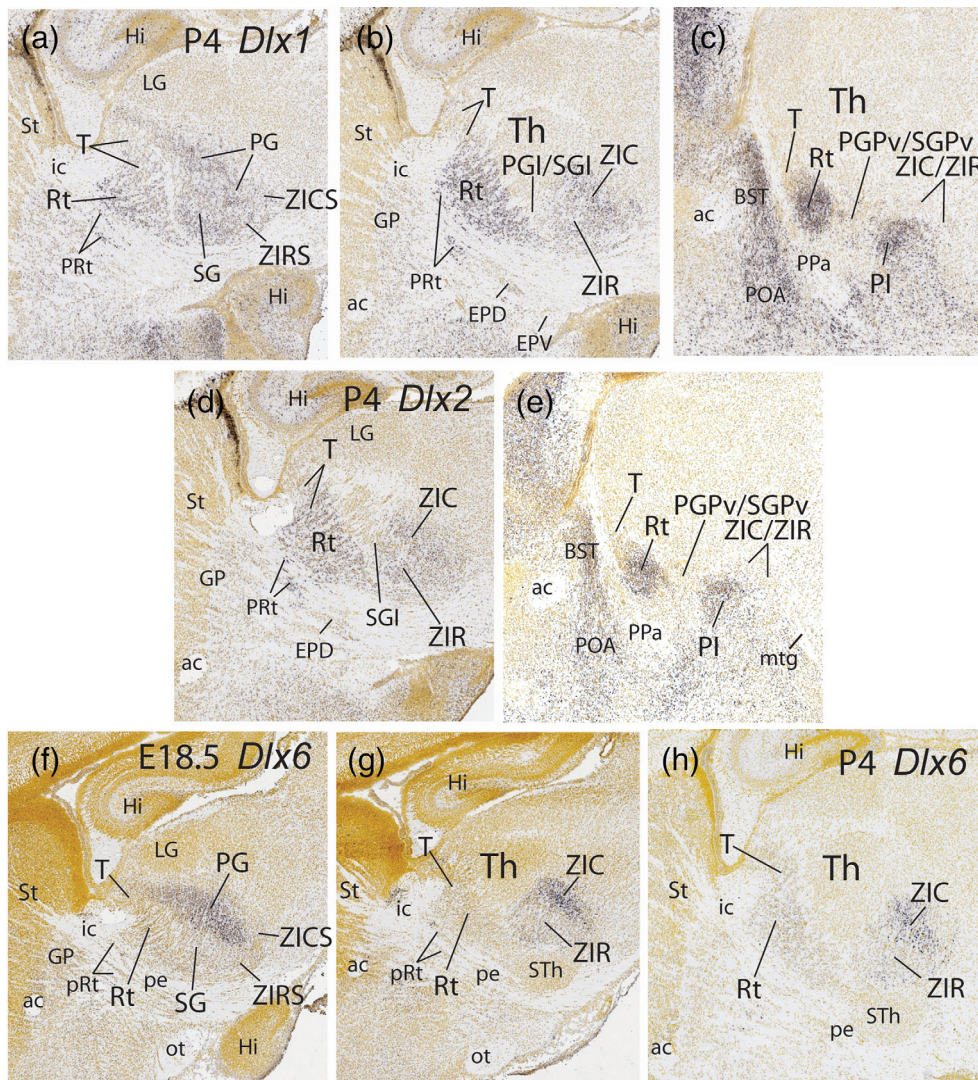 (a) P4 Dlx1
Hi
LG
St
T
PG
ic
Rt
ZICS
PRt
SG
ZIRS
Hi
(b)
Hi
T
Th
PGI/SGI
ZIC
ic
Rt
GP
PRt
ZIR
ac
EPD
EPV
Hi
(c)
Th
T
PGPv/SGPv
Rt
ZIC/ZIR
BST
ac
PPa
PI
POA
(d) P4 Dlx2
Hi
LG
T
St
ZIC
Rt
GP
PRt
SGI
ZIR
EPD
ac
(e)
T
PGPv/SGPv
Rt
ZIC/ZIR
BST
ac
PPa
POA
PI
mtg
(f) E18.5 Dlx6
Hi
LG
T
PG
St
ic
ZICS
GP
pRt
pe
Rt
SG
ZIRS
ac
ot
Hi
(g)
Hi
T
Th
St
ZIC
ic
ZIR
pRt
Rt
pe
STh
ac
ot
(h) P4 Dlx6
Hi
T
Th
St
ic
ZIC
Rt
ZIR
STh
pe
ac